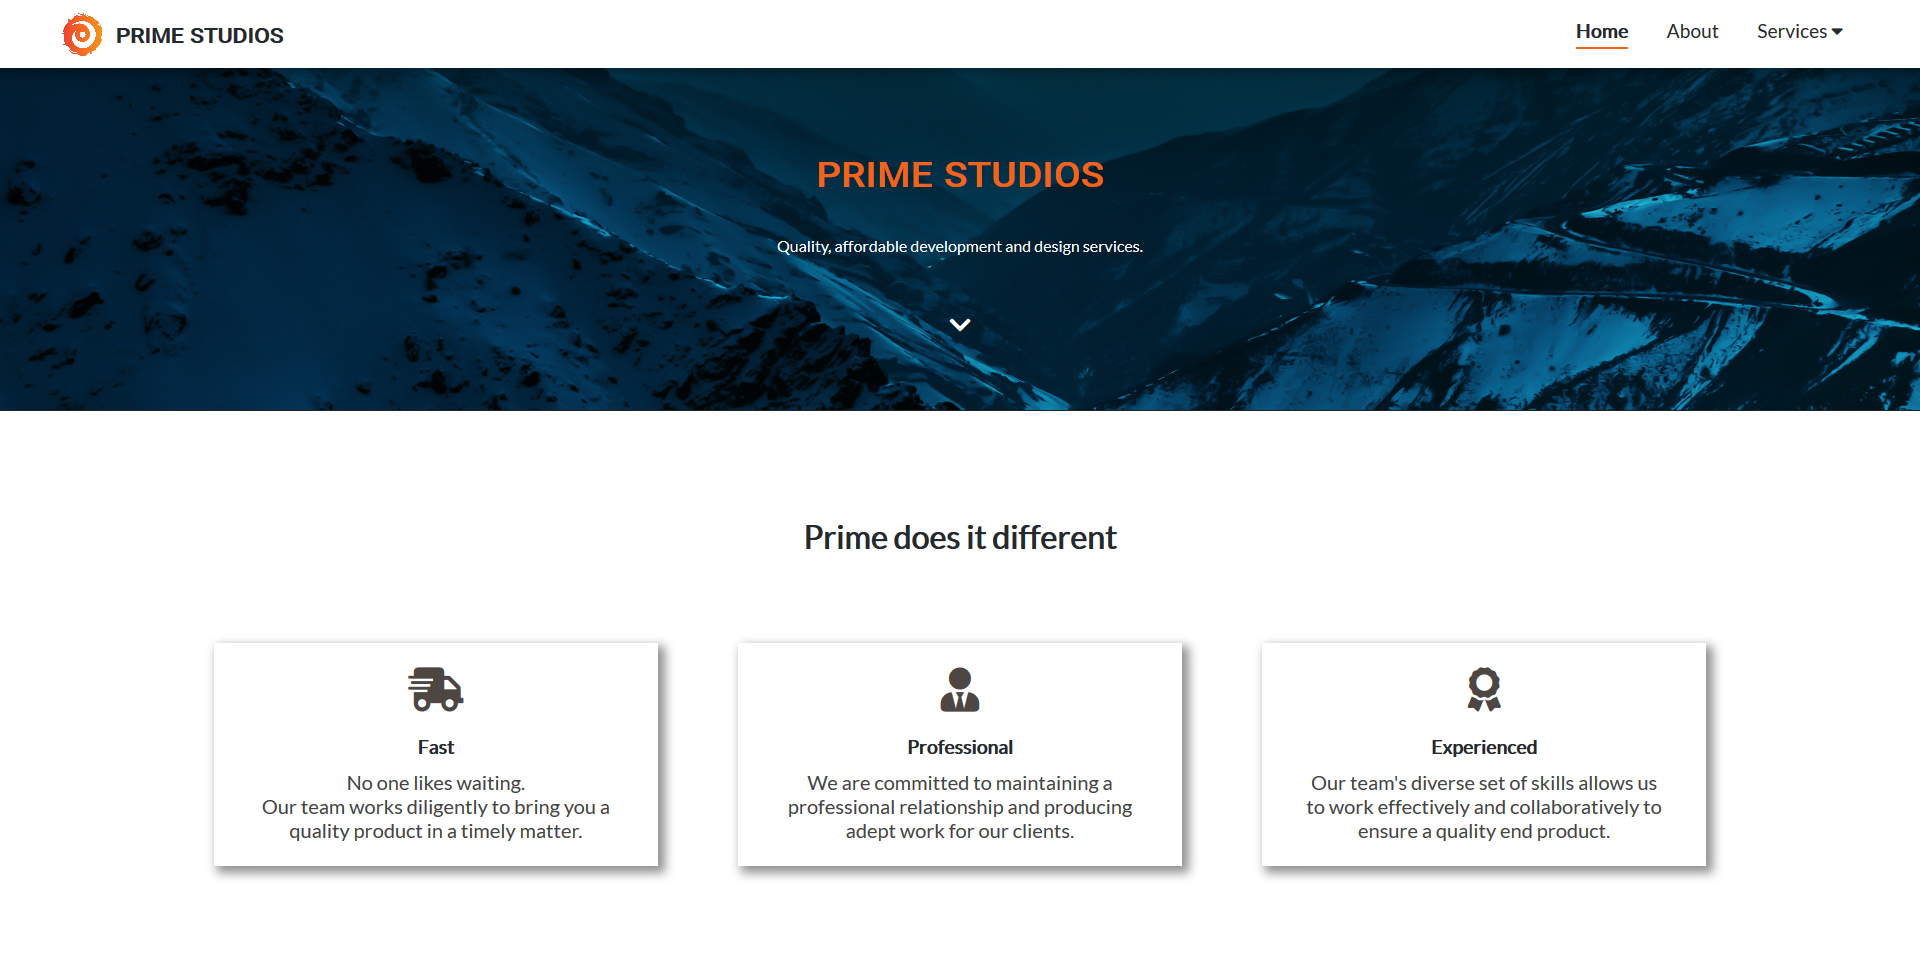 PRIME STUDIOS
Home
About
Services
PRIME STUDIOS
Quality, affordable development and design services.
Prime does it different
Fast
No one likes waiting.
Our team works diligently to bring you a
quality product in a timely matter.
Professional
We are committed to maintaining a
professional relationship and producing
adept work for our clients.
Experienced
Our team's diverse set of skills allows us
to work effectively and collaboratively to
ensure a quality end product.